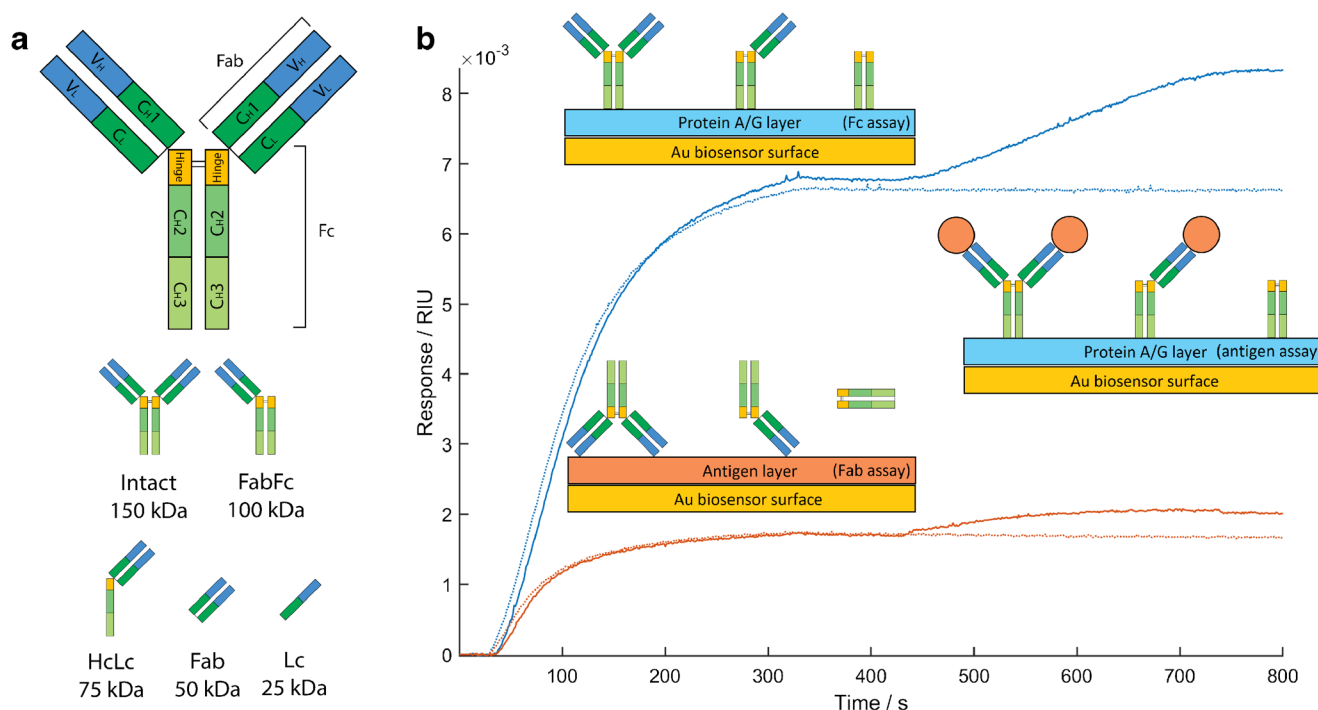 a
Fab
VH
VL
CH1
CL
VH
VL
CH1
CL
Hinge
Hinge
CH2
CH2
CH3
CH3
Fc
Intact
150 kDa
FabFc
100 kDa
HcLc
75 kDa
Fab
50 kDa
Lc
25 kDa
b
×10⁻³
8
7
6
5
4
3
2
1
0
Response / RIU
Protein A/G layer (Fc assay)
Au biosensor surface
Protein A/G layer (antigen assay
Au biosensor surface
Antigen layer (Fab assay)
Au biosensor surface
100
200
300
400
500
600
700
800
Time / s